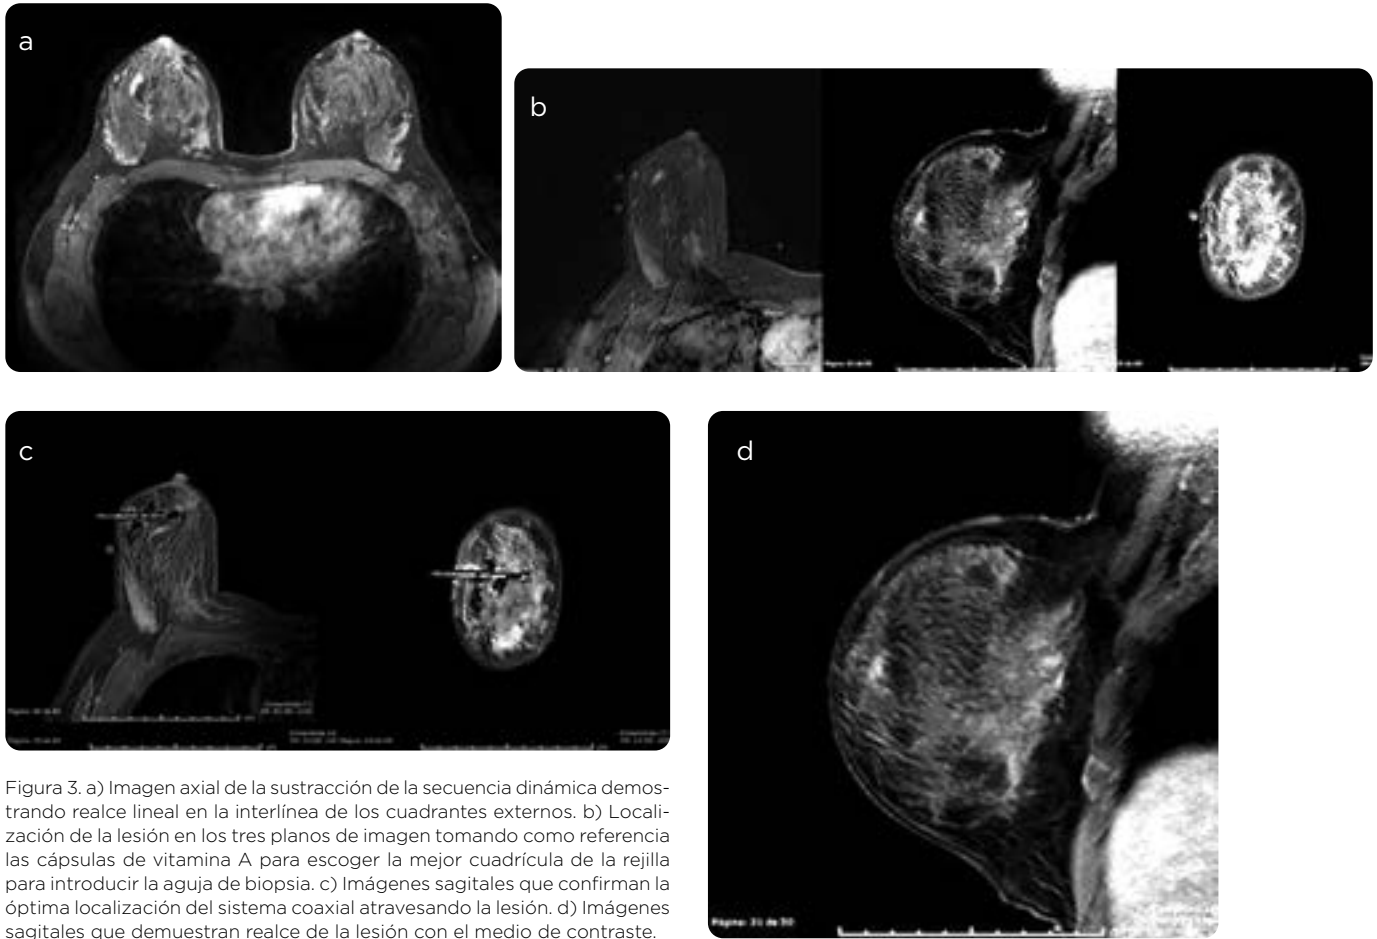 a
b
c
d
Página: 31 de 50
Figura 3. a) Imagen axial de la sustracción de la secuencia dinámica demos-
trando realce lineal en la interlínea de los cuadrantes externos. b) Locali-
zación de la lesión en los tres planos de imagen tomando como referencia
las cápsulas de vitamina A para escoger la mejor cuadrícula de la rejilla
para introducir la aguja de biopsia. c) Imágenes sagitales que confirman la
óptima localización del sistema coaxial atravesando la lesión. d) Imágenes
sagitales que demuestran realce de la lesión con el medio de contraste.